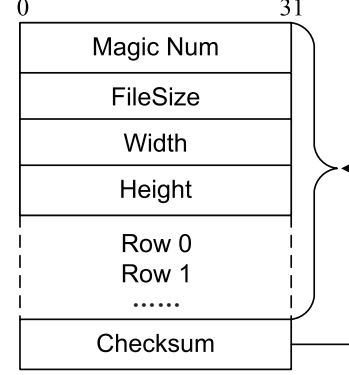 0 31
Magic Num
FileSize
Width
Height
Row 0
Row 1
......
Checksum